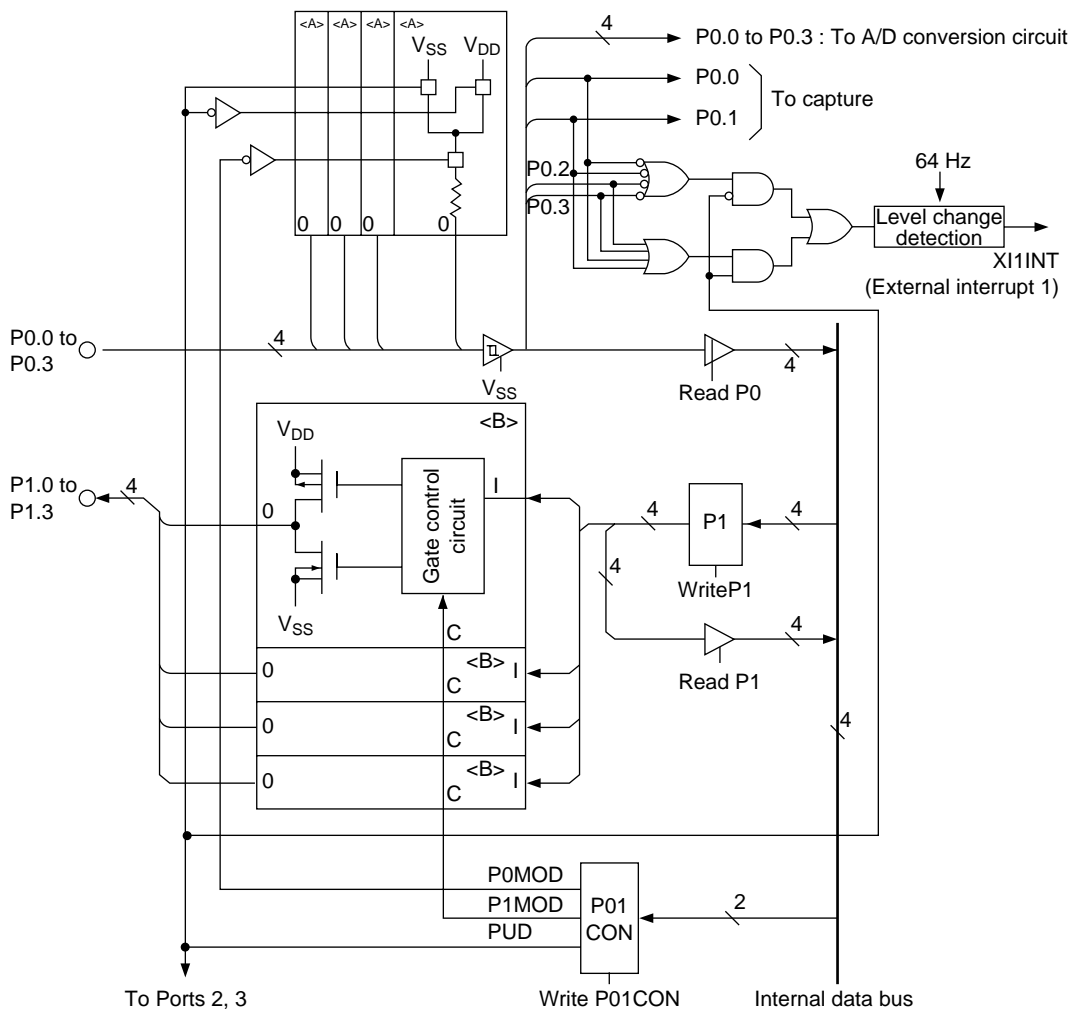 <A> <A> <A> <A>
VSS VDD
4 P0.0 to P0.3 : To A/D conversion circuit
P0.0
To capture
P0.1
64 Hz
P0.2
P0.3
Level change
detection
0 0 0 0
XI1INT
(External interrupt 1)
P0.0 to
P0.3
4
4
VSS
Read P0
<B>
VDD
P1.0 to
P1.3
4
0
Gate control
circuit
I
4
P1
4
4
WriteP1
VSS
C
4
Read P1
0 <B> I
C
0 <B> I
C
4
0 <B> I
C
P0MOD
P1MOD
PUD
P01
CON
2
To Ports 2, 3
Write P01CON
Internal data bus